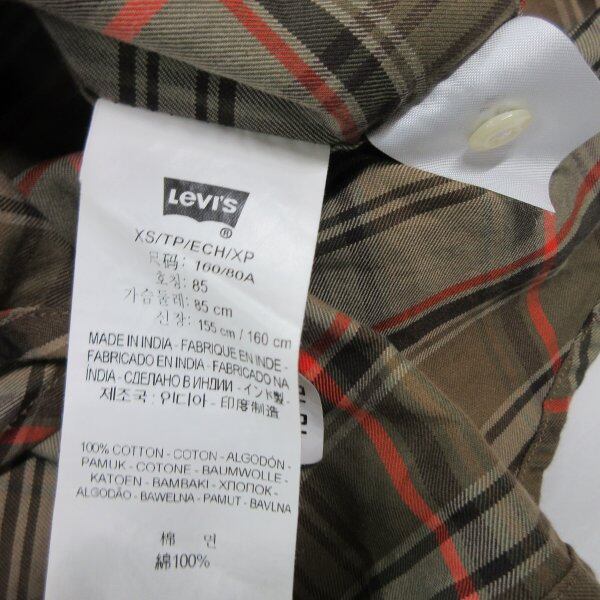 LEVI'S
®
XS/TP/ECH/XP
尺码: 160/80A
호칭: 85
가슴둘레: 85 cm
신장: 155 cm / 160 cm
MADE IN INDIA - FABRIQUE EN INDE -
FABRICADO EN INDIA - FABRICADO NA
ÍNDIA - СДЕЛАНО В ИНДИИ - インド製 -
제조국: 인디아 - 印度制造
100% COTTON - COTON - ALGODÓN -
PAMUK - COTONE - BAUMWOLLE -
KATOEN - BAMBAKI - ХЛОПОК -
ALGODÃO - BAWEŁNA - PAMUT - BAVLNA
棉 면
綿100%